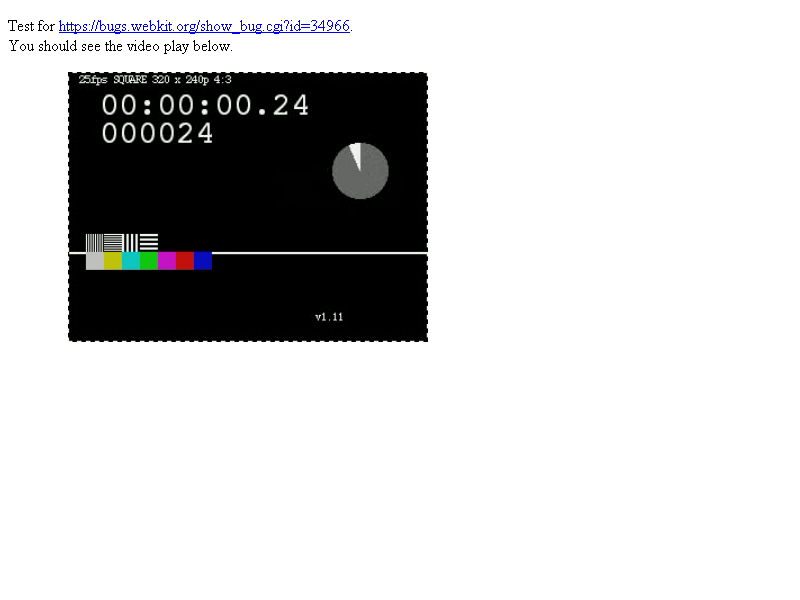 Test for https://bugs.webkit.org/show_bug.cgi?id=34966.
You should see the video play below.
25fps SQUARE 320 x 240p 4:3
00:00:00.24
000024
v1.11